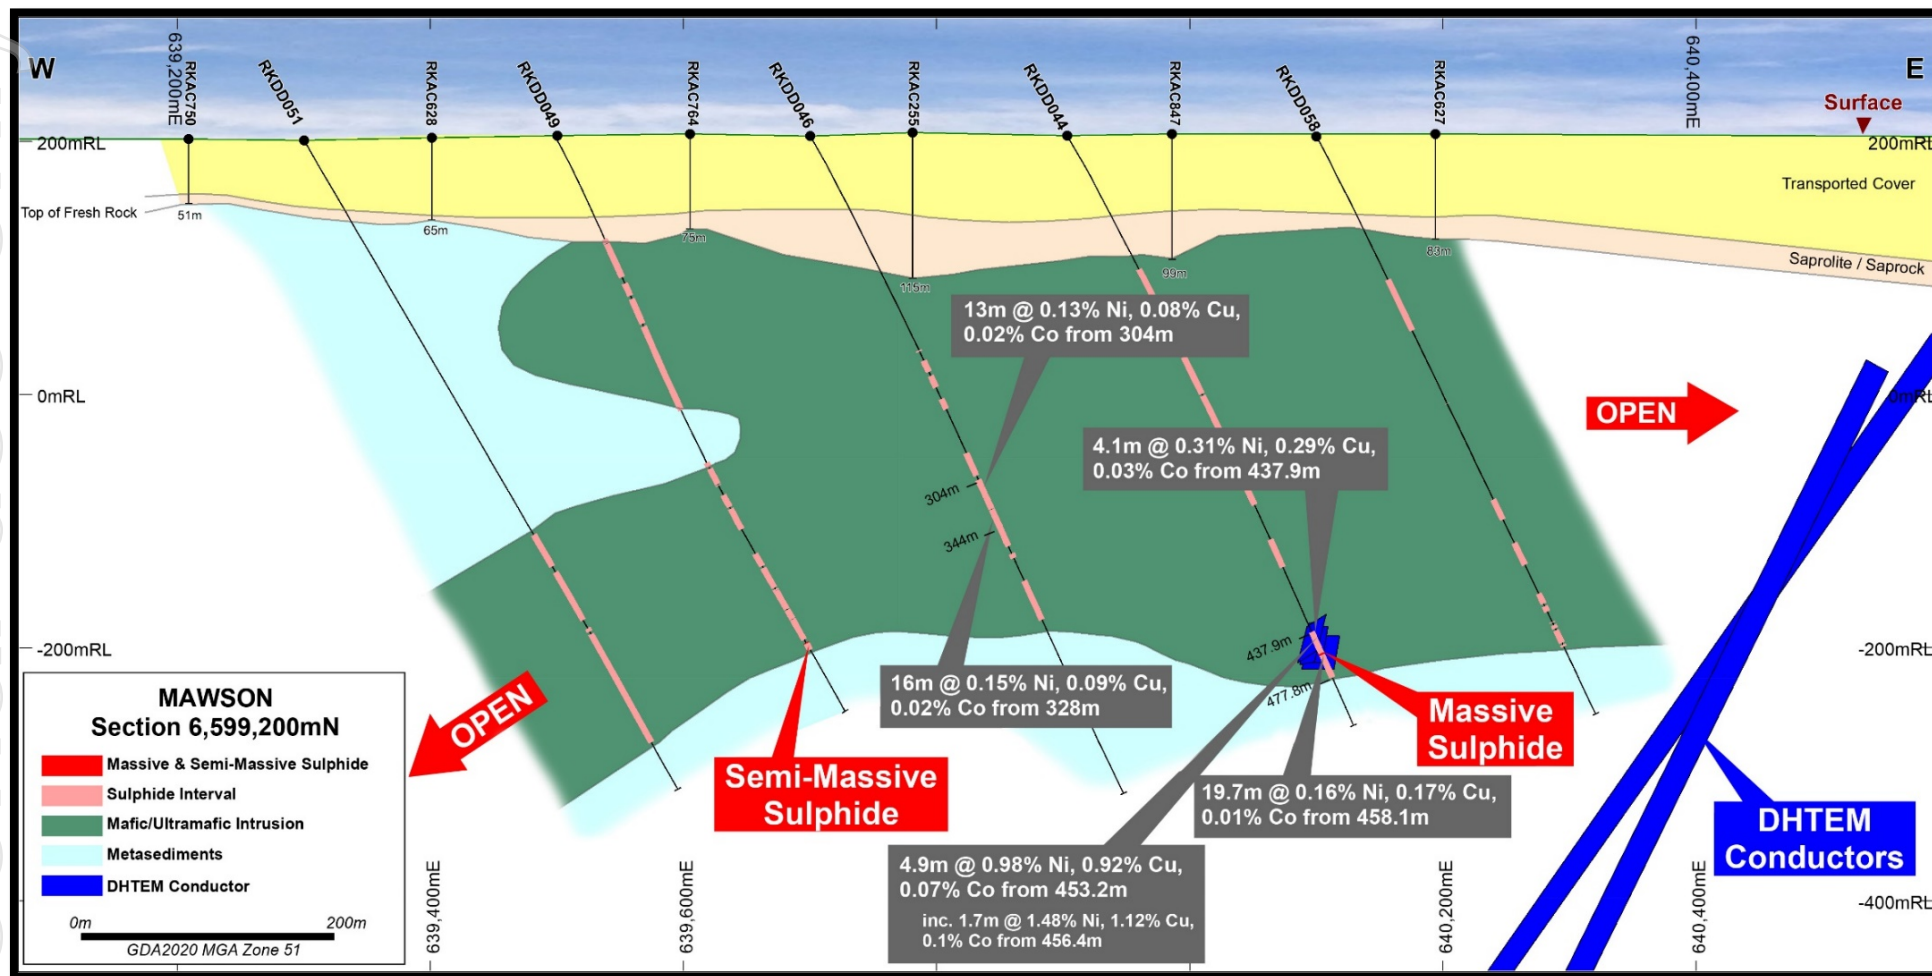 W
E
639,200mE
RKAC750
RKDD051
RKAC628
RKDD049
RKAC764
RKDD046
RKAC255
RKDD044
RKAC847
RKDD058
RKAC627
640,400mE
Surface
200mRL
200mRL
Transported Cover
Top of Fresh Rock
51m
65m
75m
115m
99m
83m
Saprolite / Saprock
13m @ 0.13% Ni, 0.08% Cu,
0.02% Co from 304m
0mRL
0mRL
OPEN
4.1m @ 0.31% Ni, 0.29% Cu,
0.03% Co from 437.9m
304m
344m
437.9m
477.8m
-200mRL
-200mRL
16m @ 0.15% Ni, 0.09% Cu,
0.02% Co from 328m
OPEN
Massive
Sulphide
Semi-Massive
Sulphide
19.7m @ 0.16% Ni, 0.17% Cu,
0.01% Co from 458.1m
DHTEM
Conductors
4.9m @ 0.98% Ni, 0.92% Cu,
0.07% Co from 453.2m
inc. 1.7m @ 1.48% Ni, 1.12% Cu,
0.1% Co from 456.4m
MAWSON
Section 6,599,200mN
Massive & Semi-Massive Sulphide
Sulphide Interval
Mafic/Ultramafic Intrusion
Metasediments
DHTEM Conductor
0m 200m
GDA2020 MGA Zone 51
639,400mE
639,600mE
640,200mE
640,400mE
-400mRL